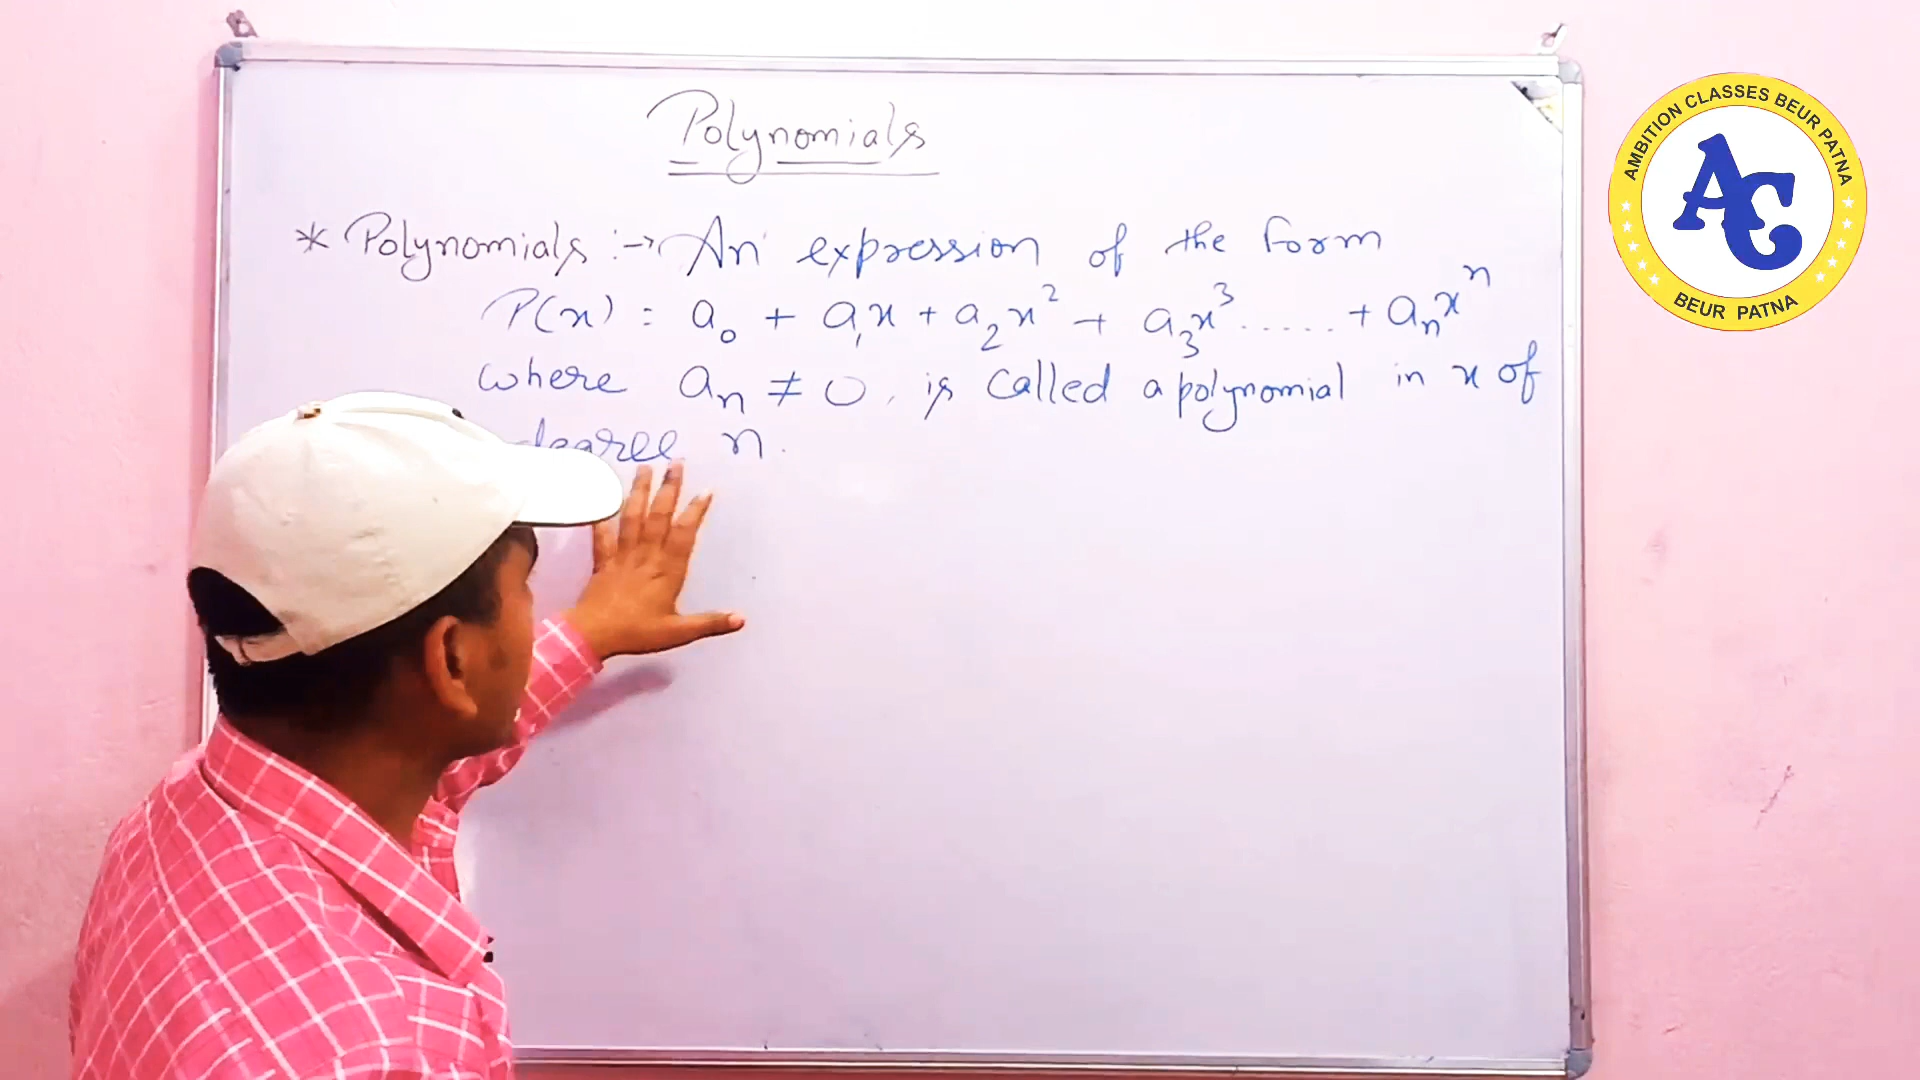 Polynomials
* Polynomials :→ An expression of the form
P(x) = a₀ + a₁x + a₂x² + a₃x³ ...... + aₙxⁿ
where aₙ ≠ 0, is called a polynomial in x of
degree n.
AMBITION CLASSES BEUR PATNA
AC
BEUR PATNA